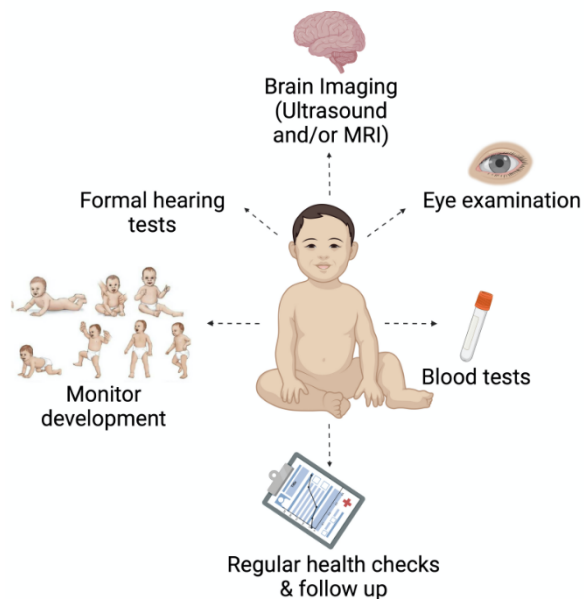 Brain Imaging
(Ultrasound
and/or MRI)
Formal hearing
tests
Eye examination
Monitor
development
Blood tests
Regular health checks
& follow up